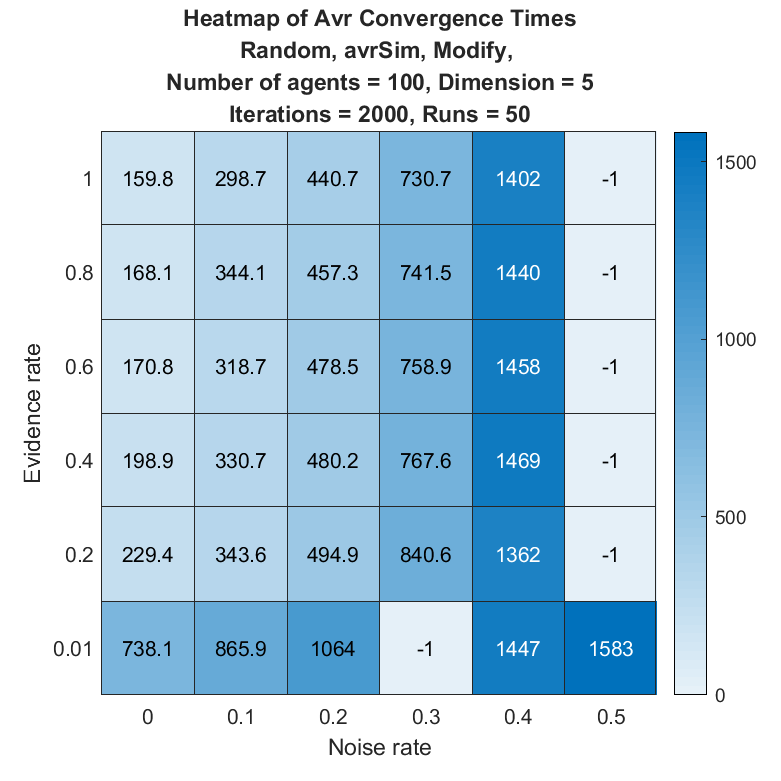 Heatmap of Avr Convergence Times
Random, avrSim, Modify,
Number of agents = 100, Dimension = 5
Iterations = 2000, Runs = 50
1 159.8 298.7 440.7 730.7 1402 -1
0.8 168.1 344.1 457.3 741.5 1440 -1
0.6 170.8 318.7 478.5 758.9 1458 -1
0.4 198.9 330.7 480.2 767.6 1469 -1
0.2 229.4 343.6 494.9 840.6 1362 -1
0.01 738.1 865.9 1064 -1 1447 1583
0 0.1 0.2 0.3 0.4 0.5
Noise rate
Evidence rate
1500
1000
500
0